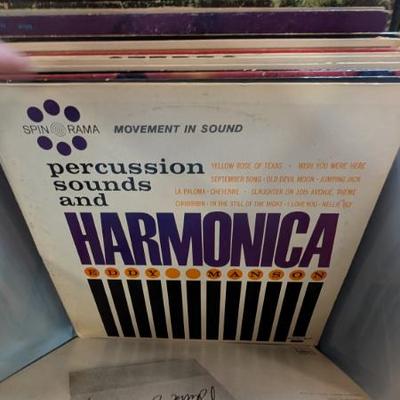 SPIN O RAMA MOVEMENT IN SOUND
percussion
sounds
and
YELLOW ROSE OF TEXAS · WISH YOU WERE HERE
SEPTEMBER SONG · OLD DEVIL MOON · JUMPING JACK
LA PALOMA · CHEYENNE · SLAUGHTER ON 10th AVENUE, THEME
CIRIBIRIBIN · IN THE STILL OF THE NIGHT · I LOVE YOU · NELLIE
HARMONICA
EDDY MANSON